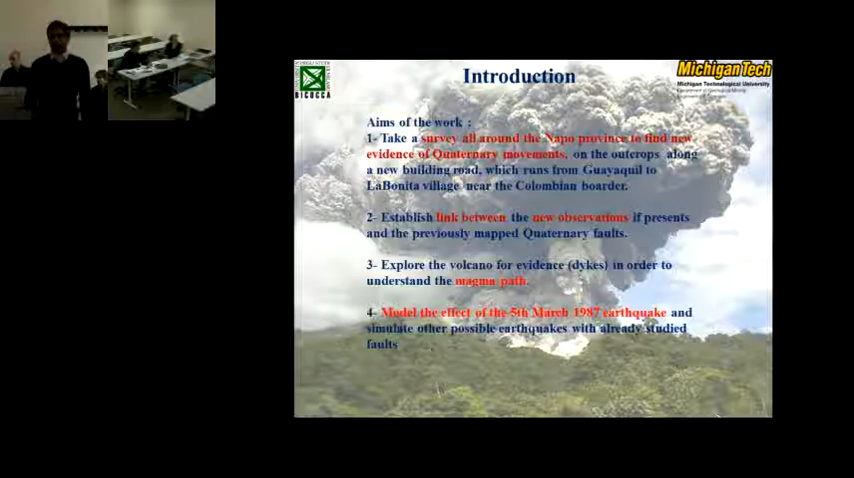 Introduction
Michigan Tech
Michigan Technological University
BICOCCA
Aims of the work :
1- Take a survey all around the Napo province to find new
evidence of Quaternary movements, on the outcrops along
a new building road, which runs from Guayaquil to
LaBonita village near the Colombian boarder.
2- Establish link between the new observations if presents
and the previously mapped Quaternary faults.
3- Explore the volcano for evidence (dykes) in order to
understand the magma path.
4- Model the effect of the 5th March 1987 earthquake and
simulate other possible earthquakes with already studied
faults